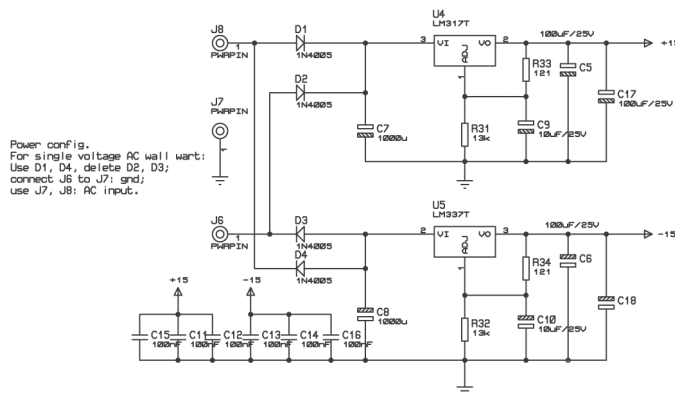 U4
LM317T
J8
PWRPIN
1
D1
1N4005
3
VI
VO
2
ADJ
1
100uF/25V
+15
D2
1N4005
R33
121
C5
C17
100uF/25V
J7
PWRPIN
1
C7
1000u
R31
13k
C9
10uF/25V
Power config.
For single voltage AC wall wart:
Use D1, D4, delete D2, D3;
connect J6 to J7: gnd;
use J7, J8: AC input.
U5
LM337T
J6
PWRPIN
1
D3
1N4005
2
VI
VO
3
ADJ
1
100uF/25V
-15
D4
1N4005
R34
121
C6
C18
+15
-15
C8
1000u
R32
13k
C10
10uF/25V
C15
100nF
C11
100nF
C12
100nF
C13
100nF
C14
100nF
C16
100nF